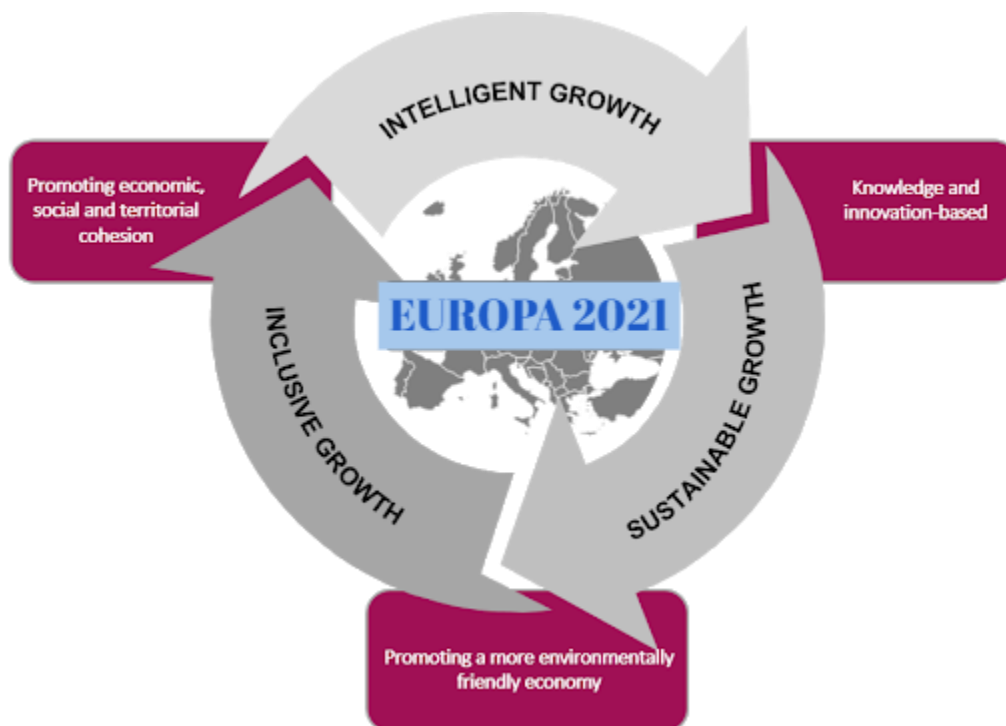 INTELLIGENT GROWTH
Promoting economic,
social and territorial
cohesion
Knowledge and
innovation-based
EUROPA 2021
INCLUSIVE GROWTH
SUSTAINABLE GROWTH
Promoting a more environmentally
friendly economy